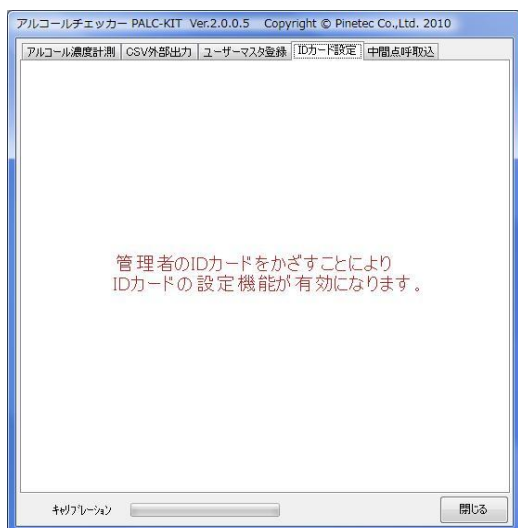 アルコールチェッカー PALC-KIT Ver.2.0.0.5 Copyright © Pinetec Co.,Ltd. 2010
アルコール濃度計測 CSV外部出力 ユーザーマスタ登録 IDカード設定 中間点呼取込
管理者のIDカードをかざすことにより
IDカードの設定機能が有効になります。
ｷｬﾘﾌﾞﾚｰｼｮﾝ 閉じる